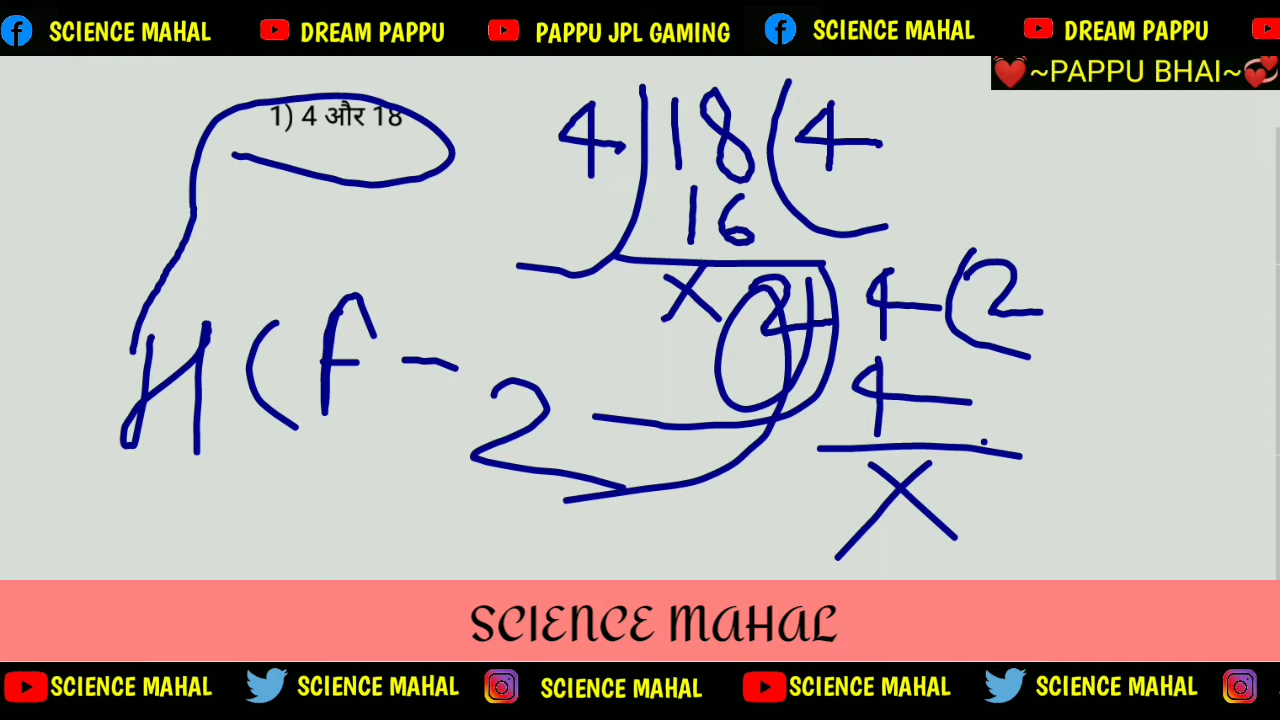 SCIENCE MAHAL DREAM PAPPU PAPPU JPL GAMING SCIENCE MAHAL DREAM PAPPU
~PAPPU BHAI~
1) 4 और 18
4 ) 18 ( 4
16
x 2 ) 4 ( 2
4
x
HCF - 2
SCIENCE MAHAL
SCIENCE MAHAL SCIENCE MAHAL SCIENCE MAHAL SCIENCE MAHAL SCIENCE MAHAL